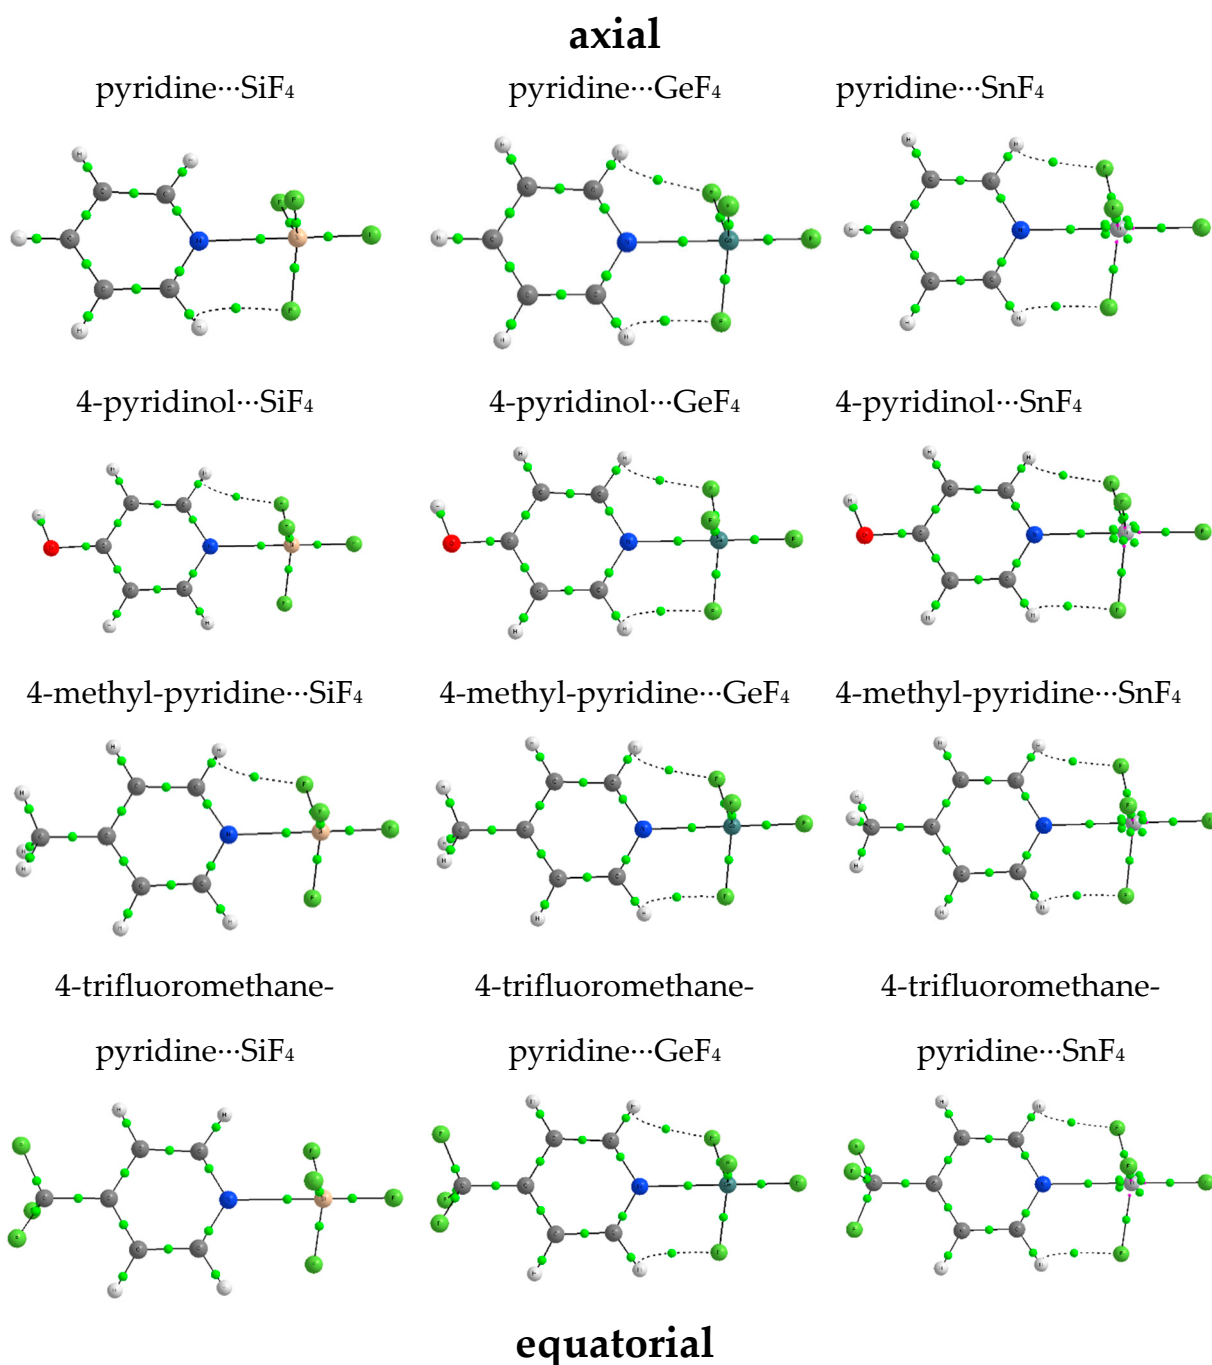 axial
pyridine···SiF₄ pyridine···GeF₄ pyridine···SnF₄
4-pyridinol···SiF₄ 4-pyridinol···GeF₄ 4-pyridinol···SnF₄
4-methyl-pyridine···SiF₄ 4-methyl-pyridine···GeF₄ 4-methyl-pyridine···SnF₄
4-trifluoromethane- 4-trifluoromethane- 4-trifluoromethane-
pyridine···SiF₄ pyridine···GeF₄ pyridine···SnF₄
equatorial